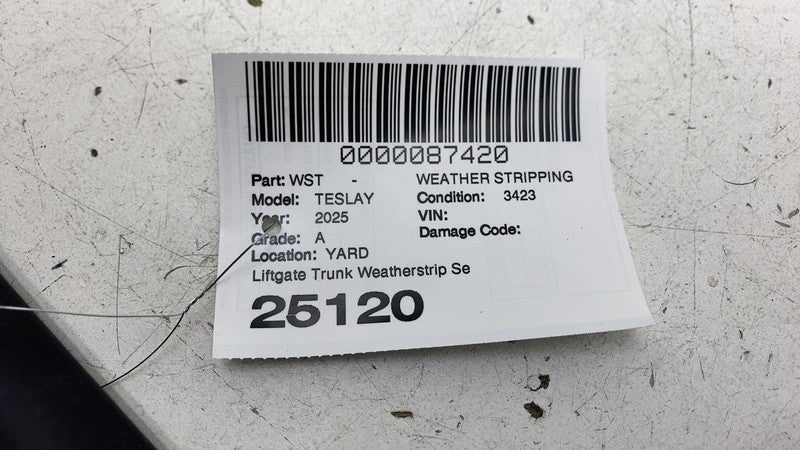 0000087420
Part: WST - WEATHER STRIPPING
Model: TESLAY Condition: 3423
Year: 2025 VIN:
Grade: A Damage Code:
Location: YARD
Liftgate Trunk Weatherstrip Se
25120